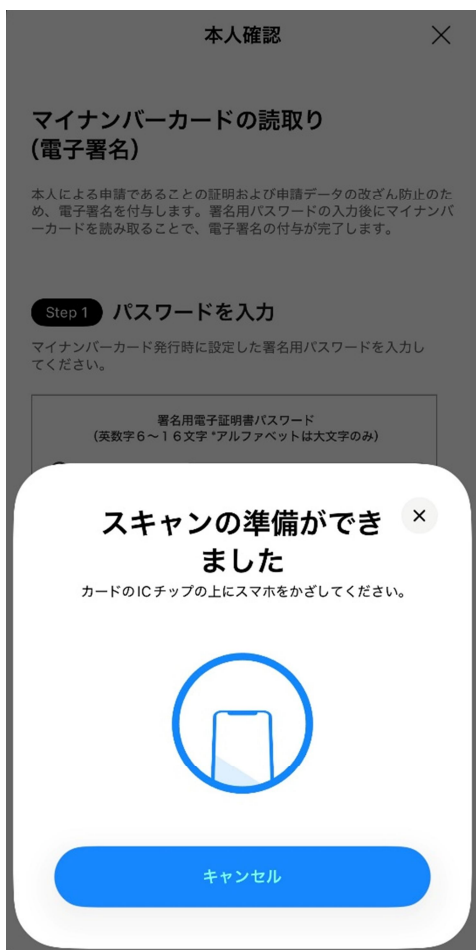 本人確認
マイナンバーカードの読取り
(電子署名)
本人による申請であることの証明および申請データの改ざん防止のた
め、電子署名を付与します。署名用パスワードの入力後にマイナンバ
ーカードを読み取ることで、電子署名の付与が完了します。
Step 1 パスワードを入力
マイナンバーカード発行時に設定した署名用パスワードを入力し
てください。
署名用電子証明書パスワード
(英数字6～16文字 *アルファベットは大文字のみ)
スキャンの準備ができ
ました
カードのICチップの上にスマホをかざしてください。
キャンセル